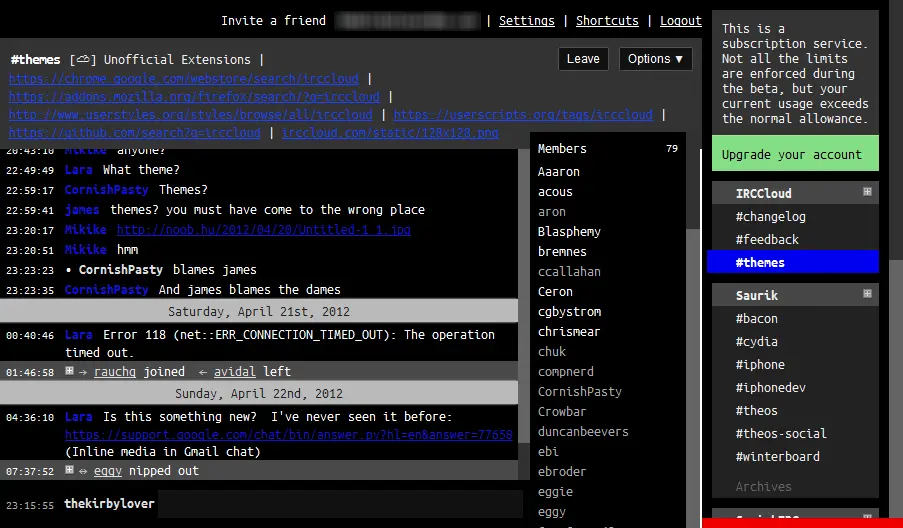 Invite a friend | Settings | Shortcuts | Logout
#themes [] Unofficial Extensions |
https://chrome.google.com/webstore/search/irccloud |
https://addons.mozilla.org/firefox/search/?q=irccloud |
http://www.userstyles.org/styles/browse/all/irccloud | https://userscripts.org/tags/irccloud |
https://github.com/search?q=irccloud | irccloud.com/static/128x128.png
Leave Options ▼
20:43:10 Mikike anyone?
22:49:49 Lara What theme?
22:59:17 CornishPasty Themes?
22:59:41 james themes? you must have come to the wrong place
23:20:17 Mikike http://noob.hu/2012/04/20/Untitled-1_1.jpg
23:20:51 Mikike hmm
23:23:23 • CornishPasty blames james
23:23:35 CornishPasty And james blames the dames
Saturday, April 21st, 2012
00:40:46 Lara Error 118 (net::ERR_CONNECTION_TIMED_OUT): The operation
timed out.
01:46:58 ⊞ → rauchg joined ← avidal left
Sunday, April 22nd, 2012
04:36:10 Lara Is this something new? I've never seen it before:
https://support.google.com/chat/bin/answer.py?hl=en&answer=77658
(Inline media in Gmail chat)
07:37:52 ⊞ ↔ eggy nipped out
23:15:55 thekirbylover
Members 79
Aaaron
acous
aron
Blasphemy
bremnes
ccallahan
Ceron
cgbystrom
chrismear
chuk
compnerd
CornishPasty
Crowbar
duncanbeevers
ebi
ebroder
eggie
eggy
This is a
subscription service.
Not all the limits
are enforced during
the beta, but your
current usage exceeds
the normal allowance.
Upgrade your account
IRCCloud
#changelog
#feedback
#themes
Saurik
#bacon
#cydia
#iphone
#iphonedev
#theos
#theos-social
#winterboard
Archives